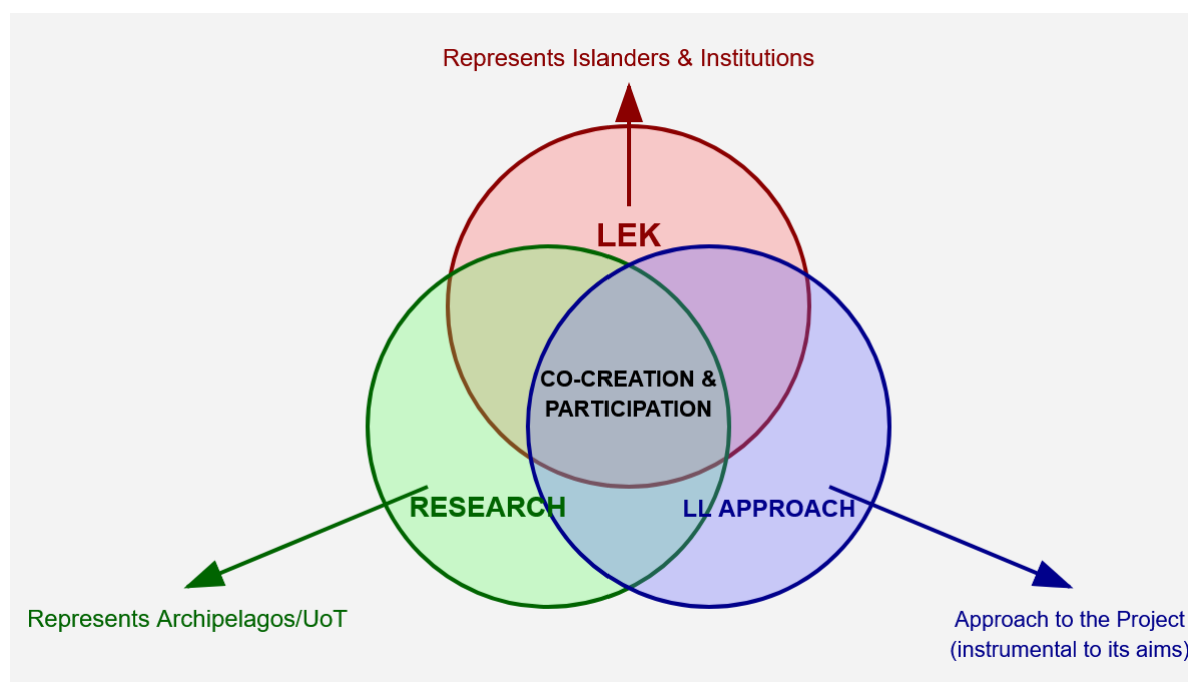 Represents Islanders & Institutions
LEK
CO-CREATION &
PARTICIPATION
RESEARCH
LL APPROACH
Represents Archipelagos/UoT
Approach to the Project
(instrumental to its aims)